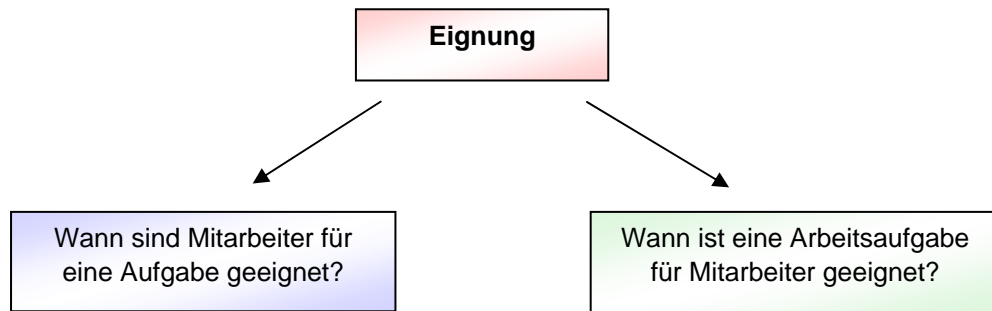 Eignung
Wann sind Mitarbeiter für
eine Aufgabe geeignet?
Wann ist eine Arbeitsaufgabe
für Mitarbeiter geeignet?